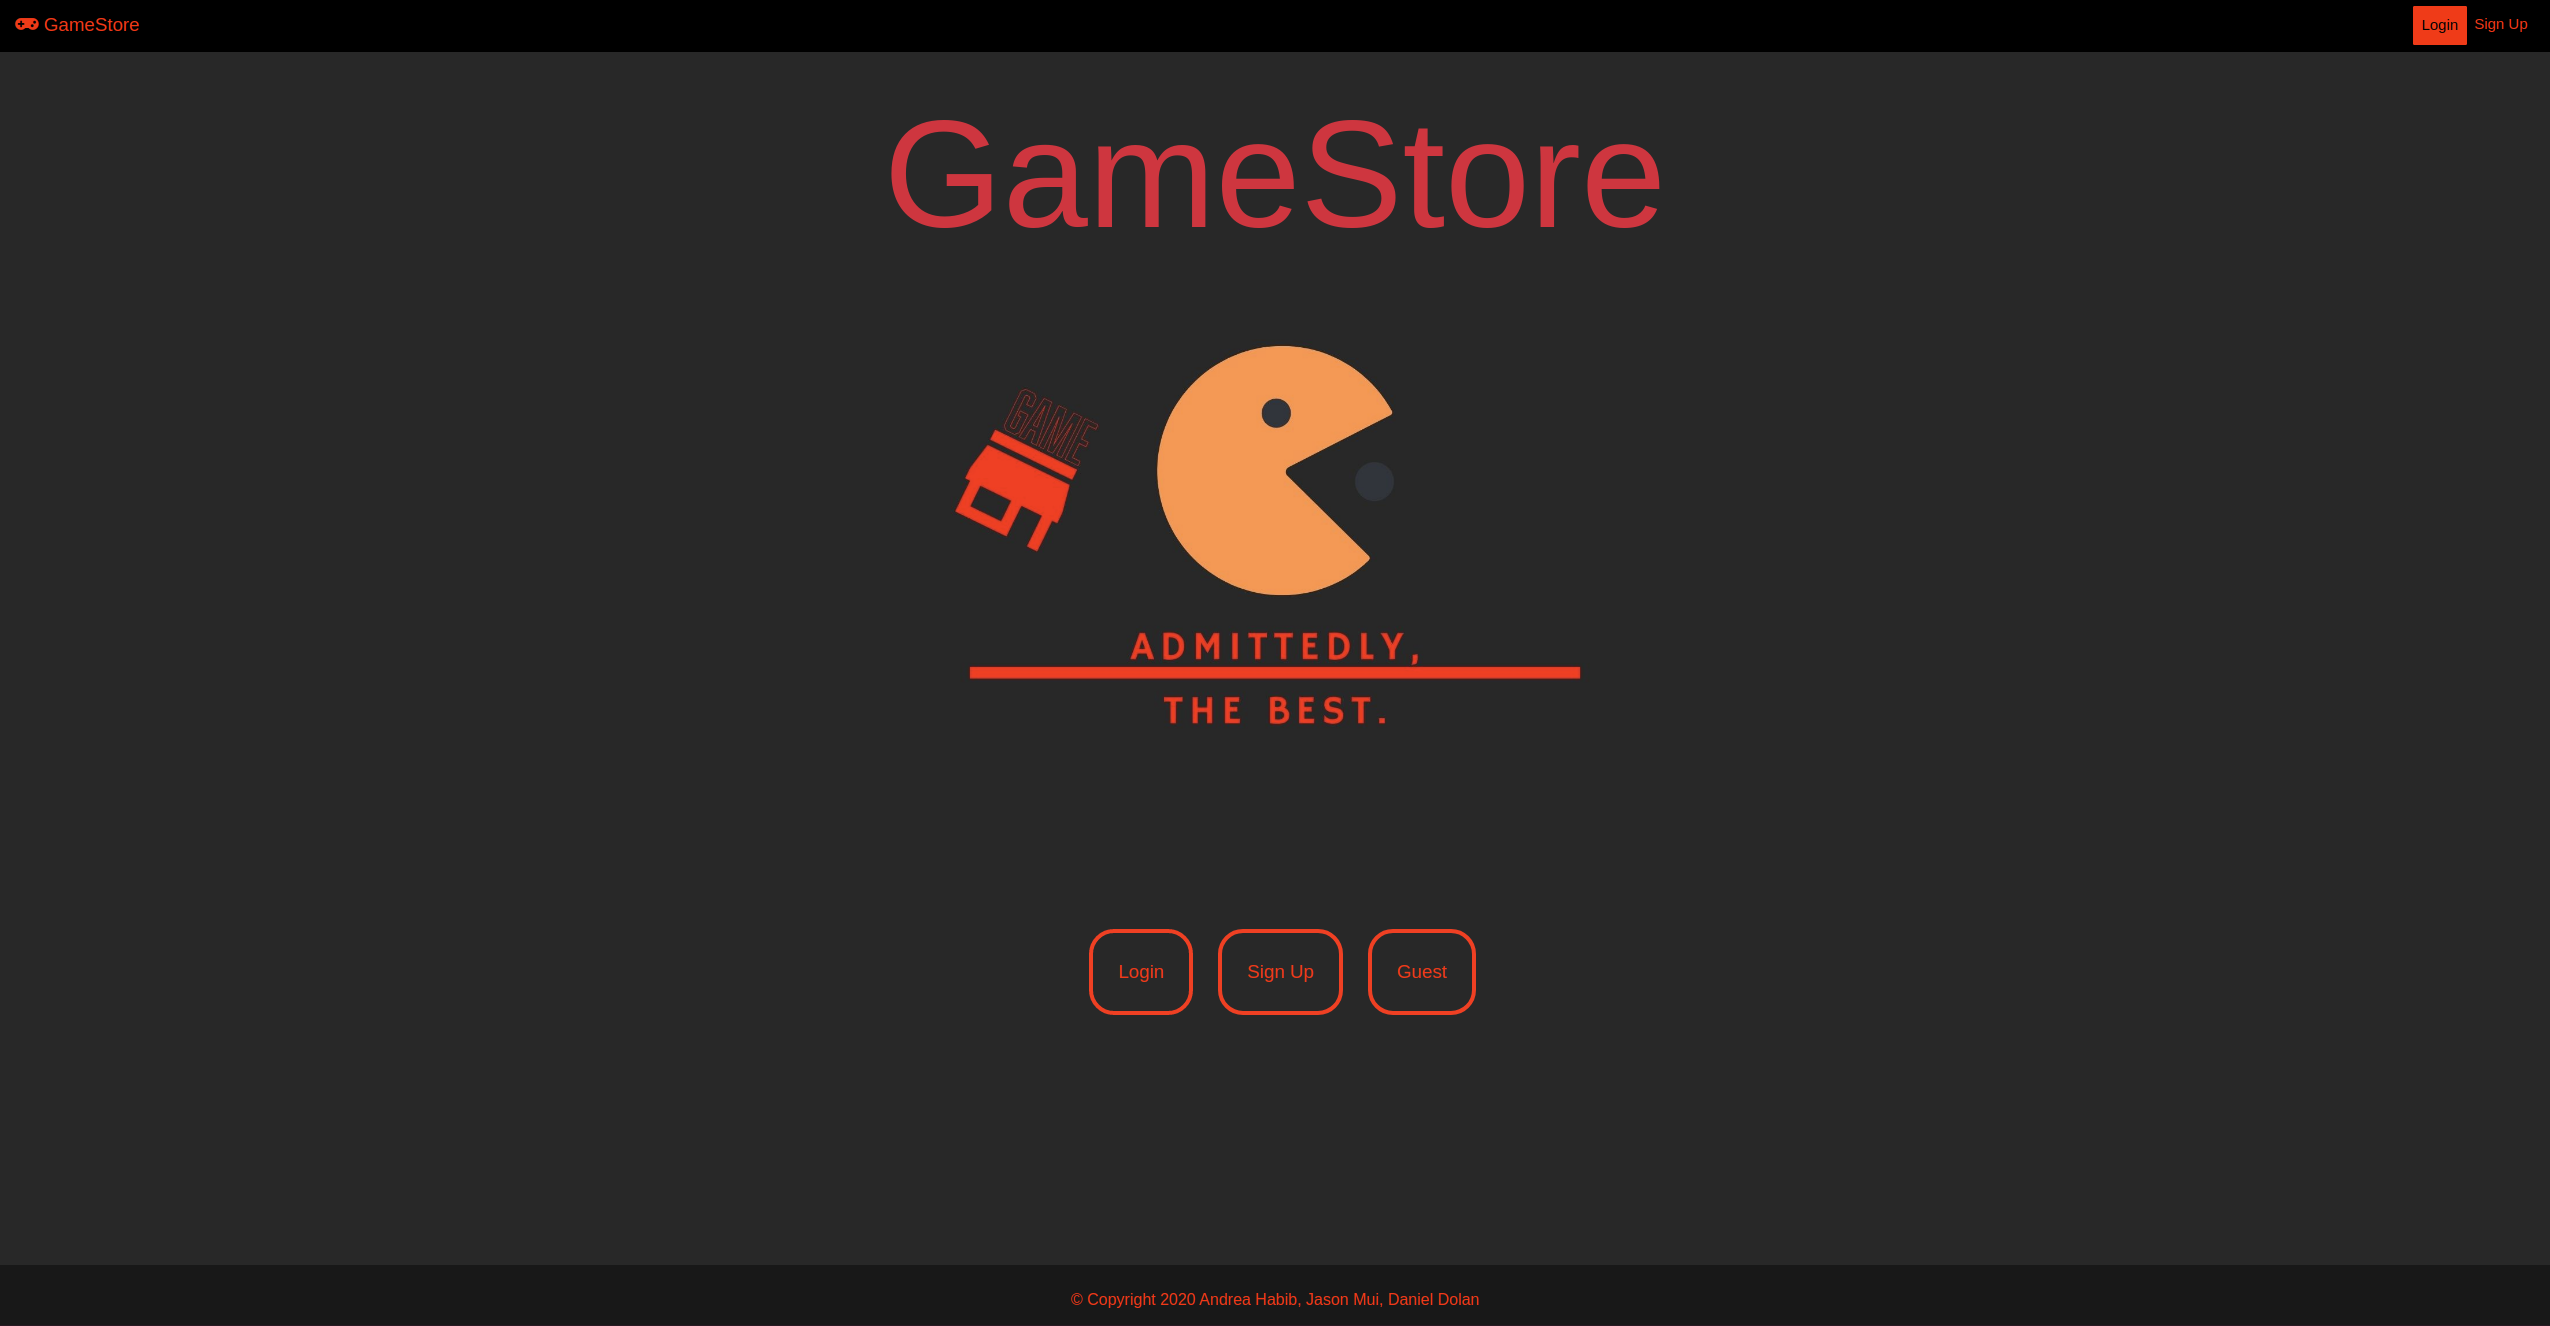 GameStore
Login
Sign Up
GameStore
GAME
ADMITTEDLY,
THE BEST.
Login
Sign Up
Guest
© Copyright 2020 Andrea Habib, Jason Mui, Daniel Dolan